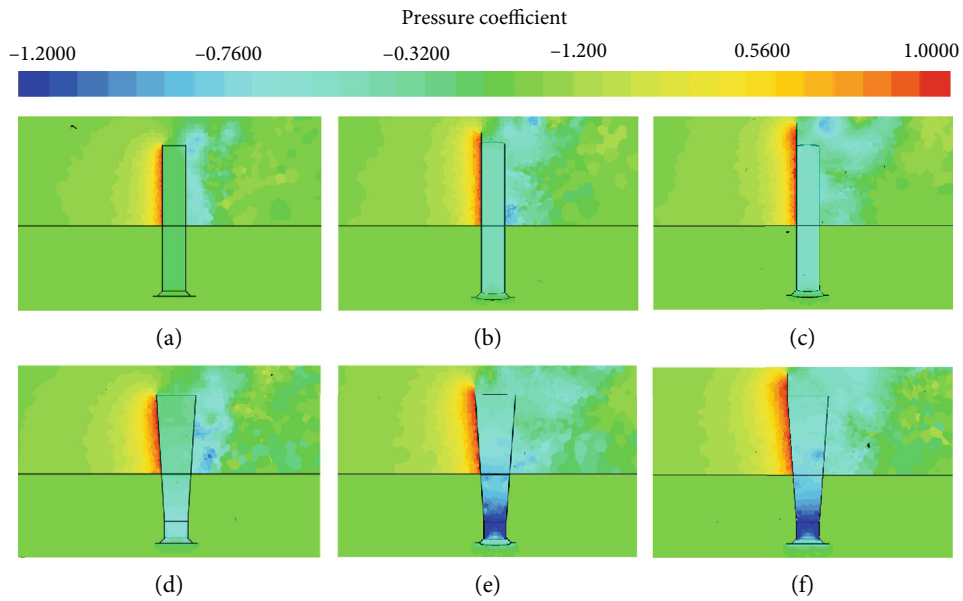 Pressure coefficient
–1.2000 –0.7600 –0.3200 –1.200 0.5600 1.0000
(a) (b) (c)
(d) (e) (f)